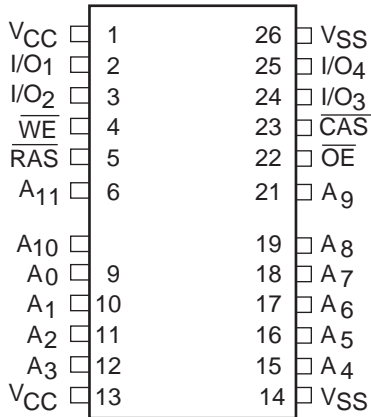 VCC 1 26 VSS
I/O1 2 25 I/O4
I/O2 3 24 I/O3
WE 4 23 CAS
RAS 5 22 OE
A11 6 21 A9
A10 19 A8
A0 9 18 A7
A1 10 17 A6
A2 11 16 A5
A3 12 15 A4
VCC 13 14 VSS